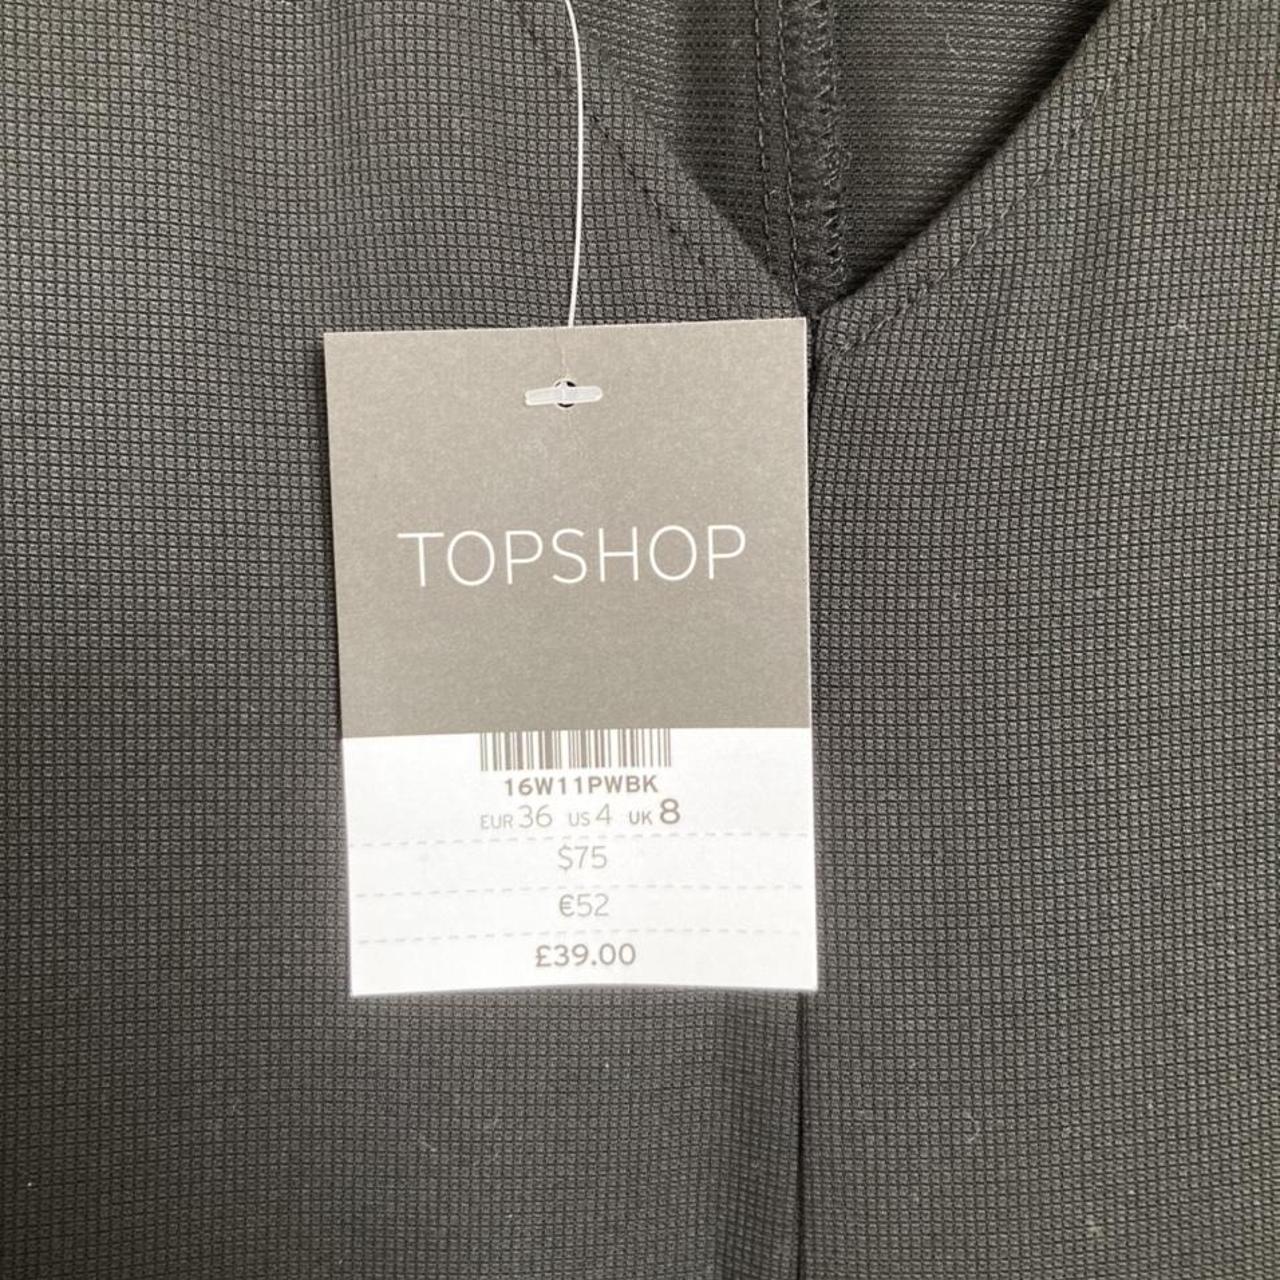 TOPSHOP
16W11PWBK
EUR 36 US 4 UK 8
$75
€52
£39.00